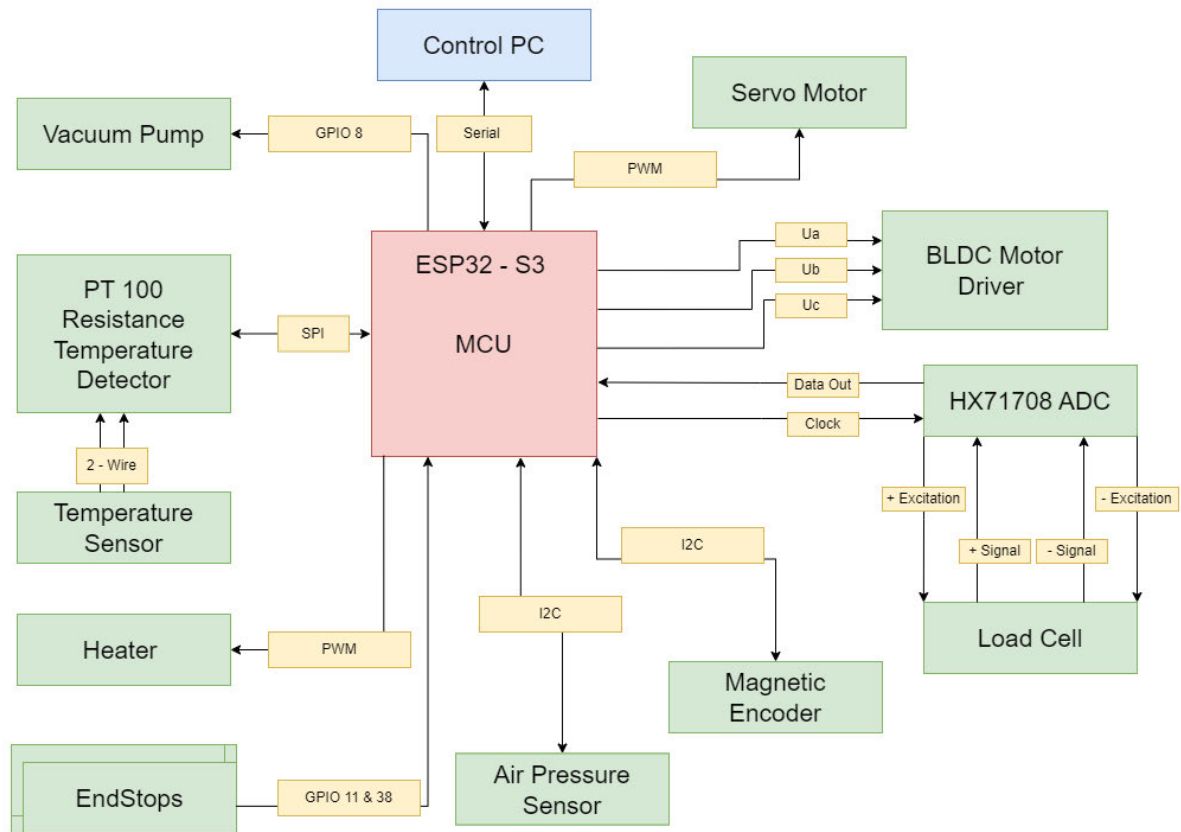 Control PC
Servo Motor
Vacuum Pump
GPIO 8
Serial
PWM
ESP32 - S3
MCU
Ua
Ub
Uc
BLDC Motor
Driver
PT 100
Resistance
Temperature
Detector
SPI
Data Out
Clock
HX71708 ADC
2 - Wire
Temperature
Sensor
+ Excitation
- Excitation
+ Signal
- Signal
I2C
I2C
Load Cell
Heater
PWM
Magnetic
Encoder
EndStops
GPIO 11 & 38
Air Pressure
Sensor